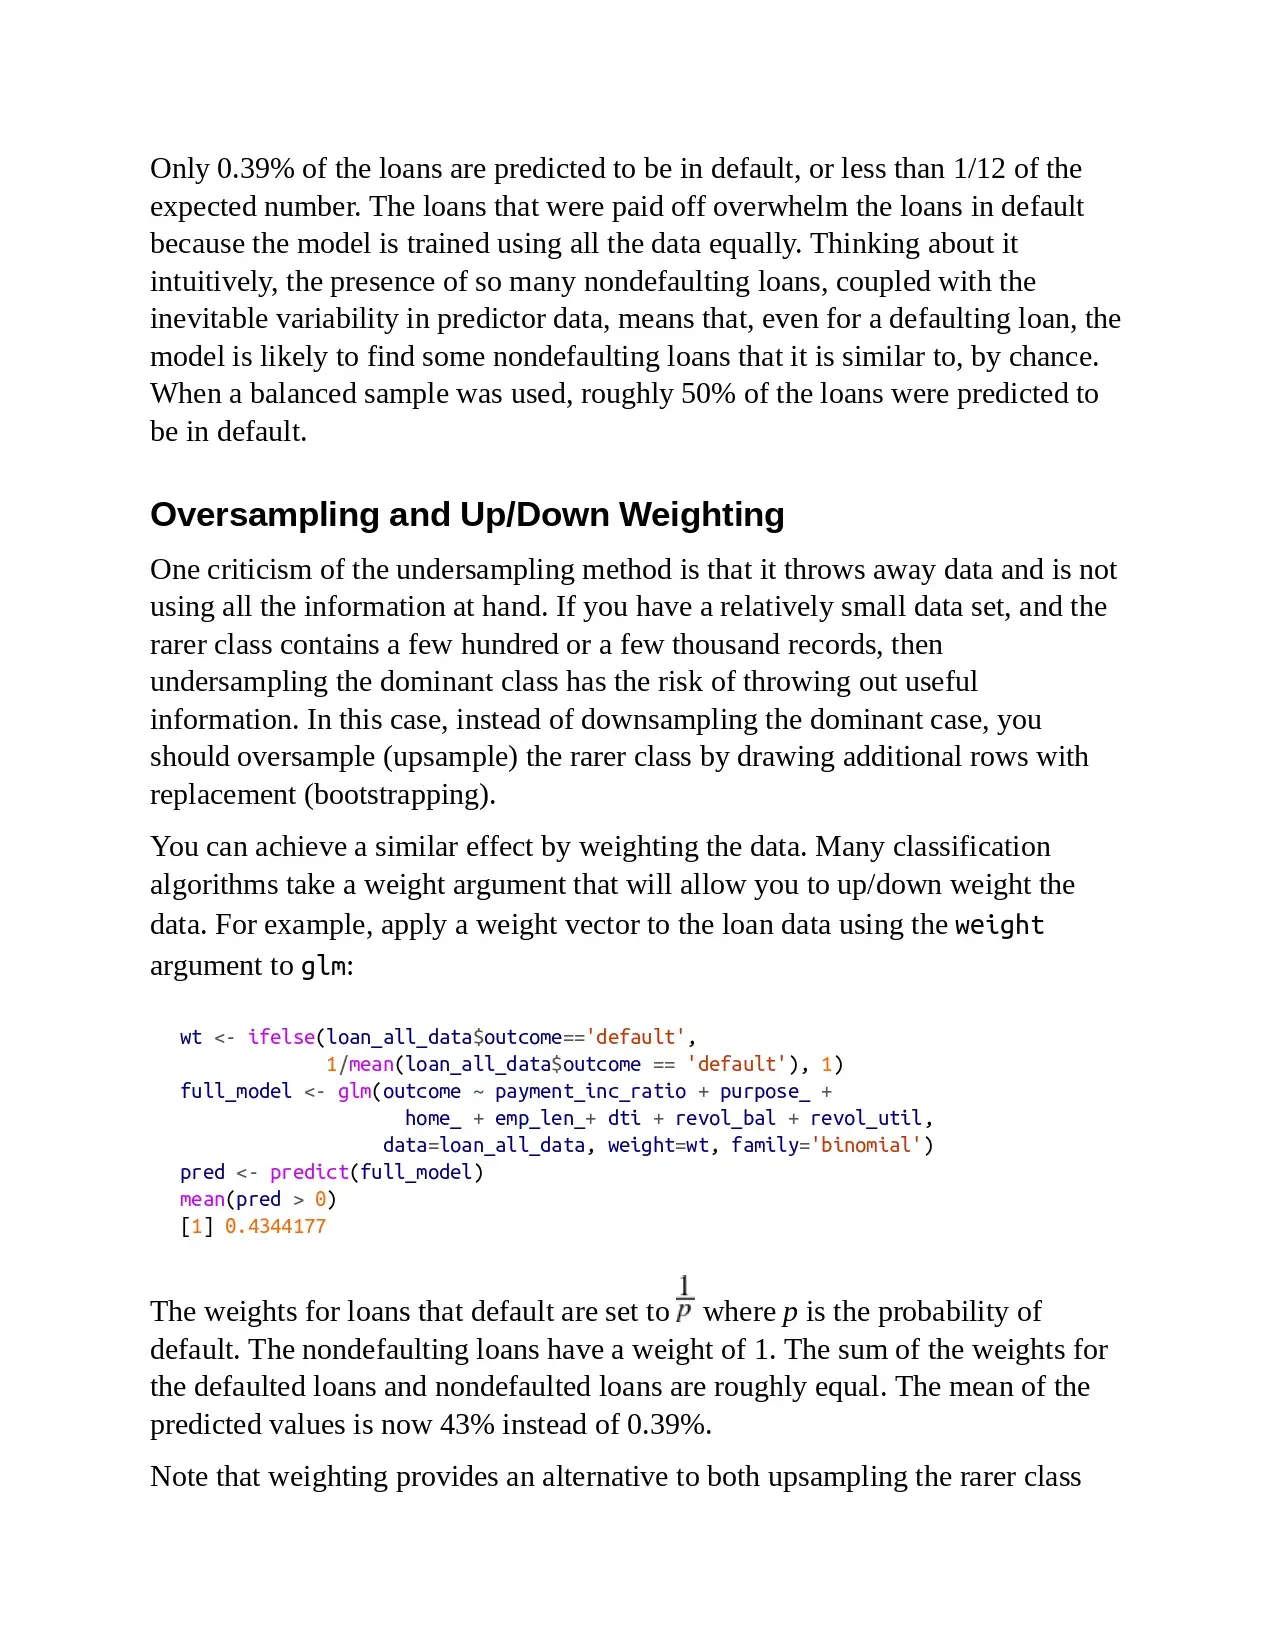 Only 0.39% of the loans are predicted to be in default, or less than 1/12 of the
expected number. The loans that were paid off overwhelm the loans in default
because the model is trained using all the data equally. Thinking about it
intuitively, the presence of so many nondefaulting loans, coupled with the
inevitable variability in predictor data, means that, even for a defaulting loan, the
model is likely to find some nondefaulting loans that it is similar to, by chance.
When a balanced sample was used, roughly 50% of the loans were predicted to
be in default.
Oversampling and Up/Down Weighting
One criticism of the undersampling method is that it throws away data and is not
using all the information at hand. If you have a relatively small data set, and the
rarer class contains a few hundred or a few thousand records, then
undersampling the dominant class has the risk of throwing out useful
information. In this case, instead of downsampling the dominant case, you
should oversample (upsample) the rarer class by drawing additional rows with
replacement (bootstrapping).
You can achieve a similar effect by weighting the data. Many classification
algorithms take a weight argument that will allow you to up/down weight the
data. For example, apply a weight vector to the loan data using the weight
argument to glm:
wt <- ifelse(loan_all_data$outcome=='default',
1/mean(loan_all_data$outcome == 'default'), 1)
full_model <- glm(outcome ~ payment_inc_ratio + purpose_ +
home_ + emp_len_+ dti + revol_bal + revol_util,
data=loan_all_data, weight=wt, family='binomial')
pred <- predict(full_model)
mean(pred > 0)
[1] 0.4344177
The weights for loans that default are set to 1/p where p is the probability of
default. The nondefaulting loans have a weight of 1. The sum of the weights for
the defaulted loans and nondefaulted loans are roughly equal. The mean of the
predicted values is now 43% instead of 0.39%.
Note that weighting provides an alternative to both upsampling the rarer class